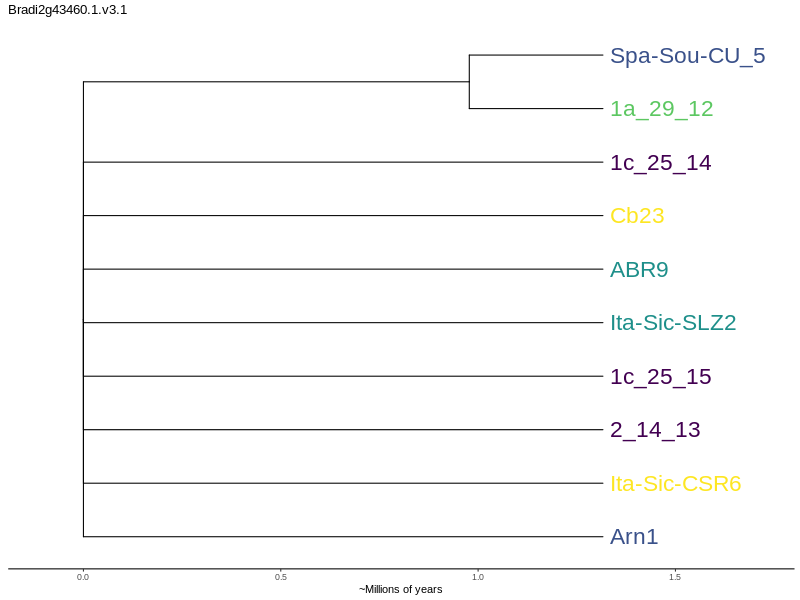 Bradi2g43460.1.v3.1
Spa-Sou-CU_5
1a_29_12
1c_25_14
Cb23
ABR9
Ita-Sic-SLZ2
1c_25_15
2_14_13
Ita-Sic-CSR6
Arn1
0.0 0.5 1.0 1.5
~Millions of years